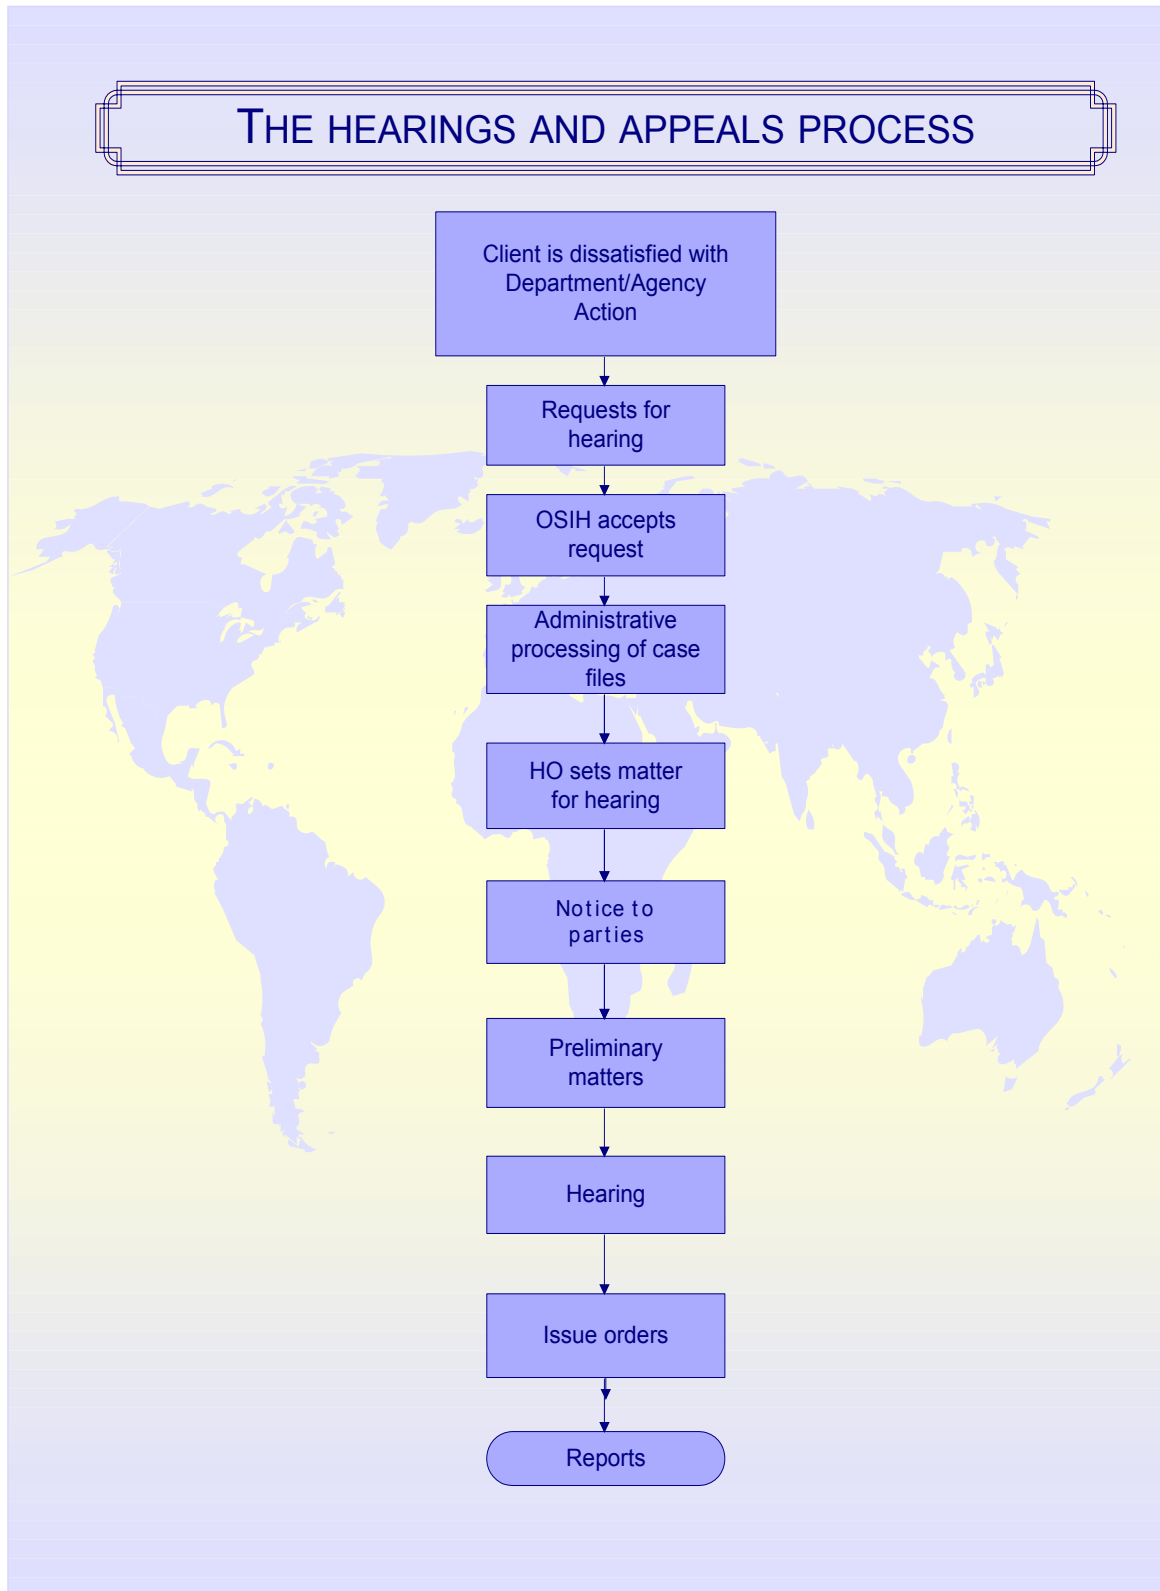 THE HEARINGS AND APPEALS PROCESS
Client is dissatisfied with
Department/Agency
Action
Requests for
hearing
OSIH accepts
request
Administrative
processing of case
files
HO sets matter
for hearing
Notice to
parties
Preliminary
matters
Hearing
Issue orders
Reports